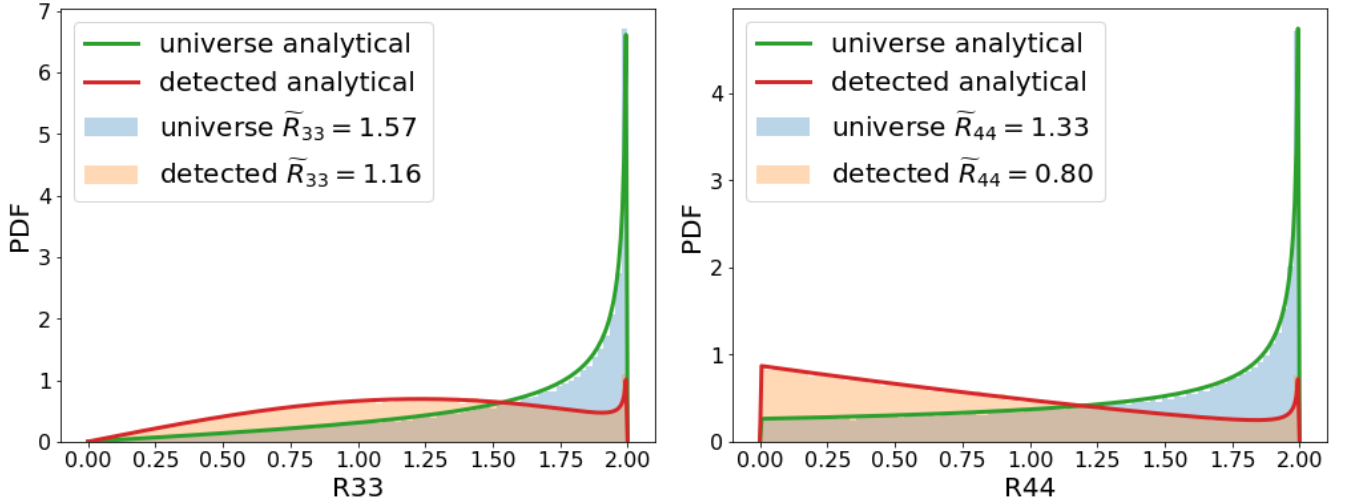 universe analytical
detected analytical
universe R̃₃₃ = 1.57
detected R̃₃₃ = 1.16
PDF
7
6
5
4
3
2
1
0
0.00 0.25 0.50 0.75 1.00 1.25 1.50 1.75 2.00
R33
universe analytical
detected analytical
universe R̃₄₄ = 1.33
detected R̃₄₄ = 0.80
PDF
4
3
2
1
0
0.00 0.25 0.50 0.75 1.00 1.25 1.50 1.75 2.00
R44